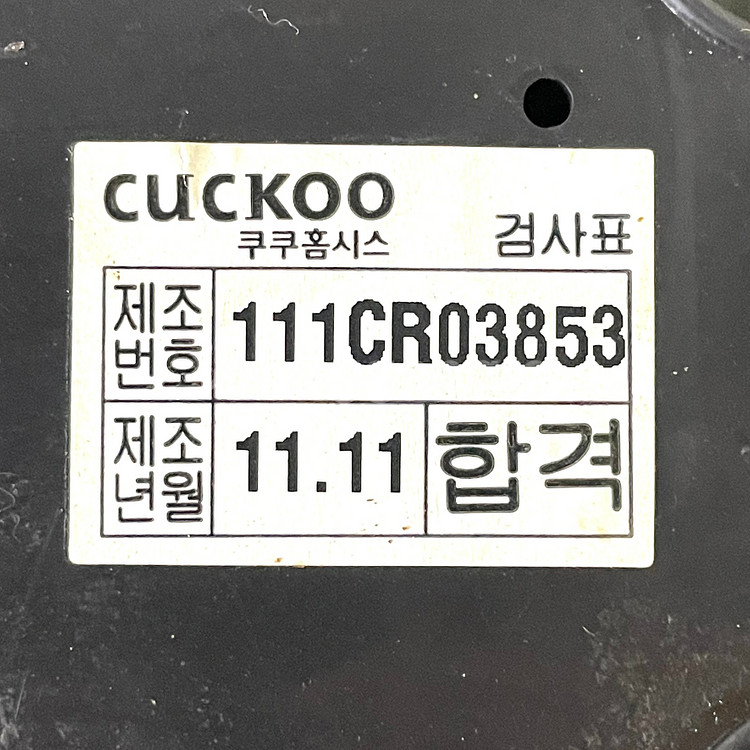 CUCKOO
쿠쿠홈시스
검사표
제조
번호
111CR03853
제조
년월
11.11
합격